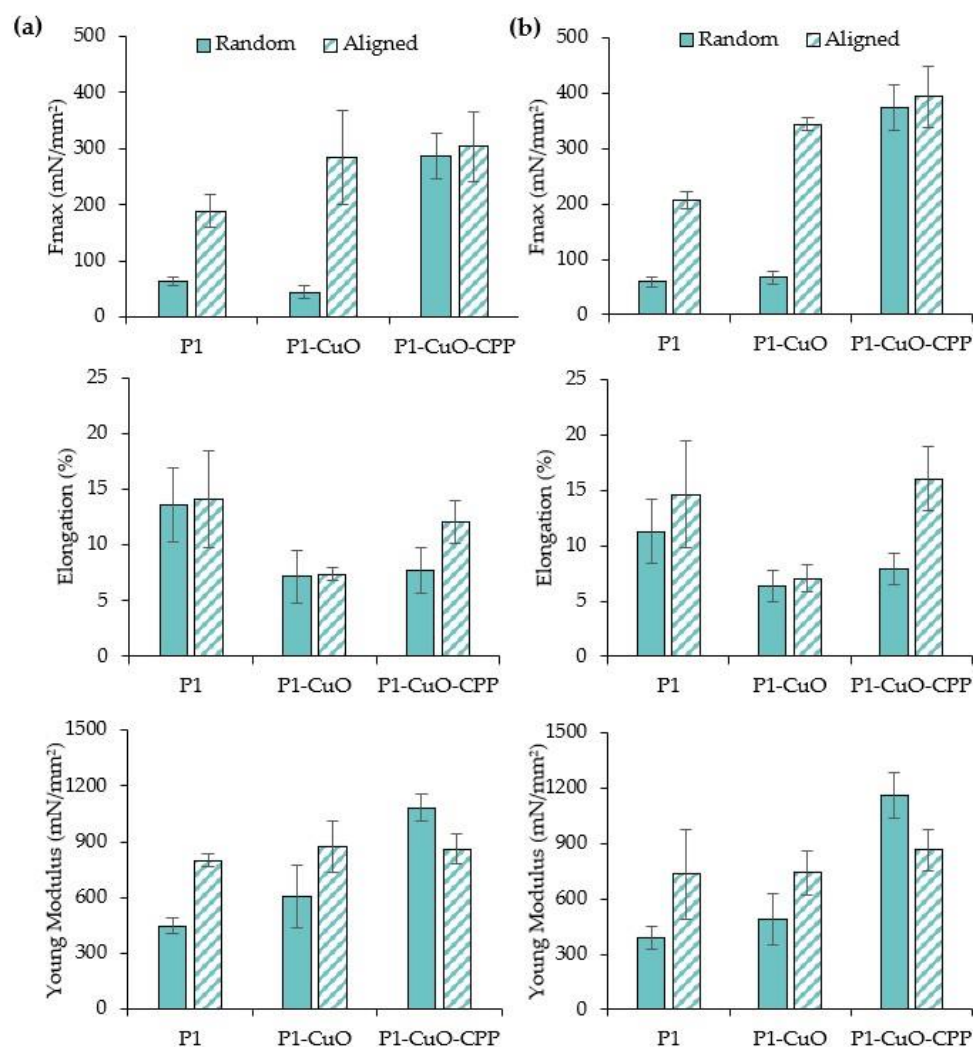 (a)
Fmax (mN/mm²)
500
400
300
200
100
0
Random
Aligned
P1
P1-CuO
P1-CuO-CPP
(b)
Fmax (mN/mm²)
500
400
300
200
100
0
Random
Aligned
P1
P1-CuO
P1-CuO-CPP
Elongation (%)
25
20
15
10
5
0
P1
P1-CuO
P1-CuO-CPP
Elongation (%)
25
20
15
10
5
0
P1
P1-CuO
P1-CuO-CPP
Young Modulus (mN/mm²)
1500
1200
900
600
300
0
P1
P1-CuO
P1-CuO-CPP
Young Modulus (mN/mm²)
1500
1200
900
600
300
0
P1
P1-CuO
P1-CuO-CPP